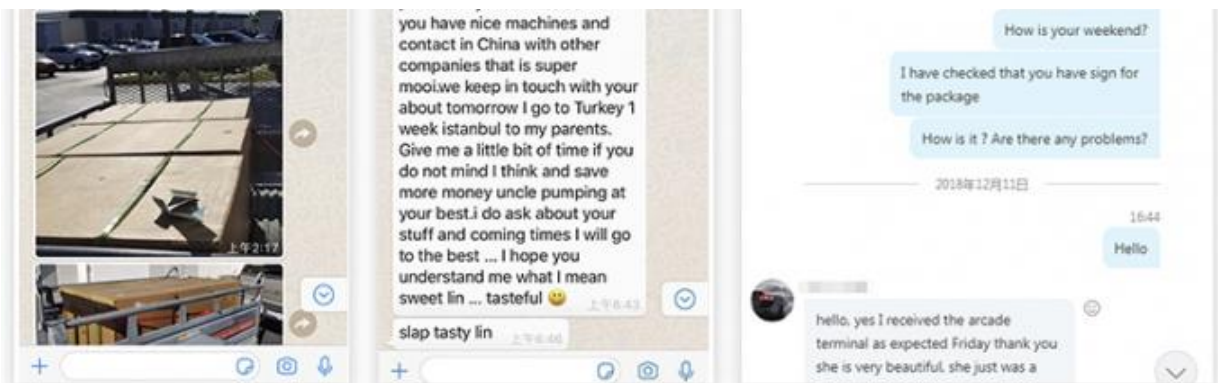 上午2:17
you have nice machines and
contact in China with other
companies that is super
mooi.we keep in touch with your
about tomorrow I go to Turkey 1
week istanbul to my parents.
Give me a little bit of time if you
do not mind I think and save
more money uncle pumping at
your best.i do ask about your
stuff and coming times I will go
to the best ... I hope you
understand me what I mean
sweet lin ... tasteful
上午6:43
slap tasty lin
上午6:46
How is your weekend?
I have checked that you have sign for
the package
How is it ? Are there any problems?
2018年12月11日
16:44
Hello
hello, yes I received the arcade
terminal as expected Friday thank you
she is very beautiful, she just was a